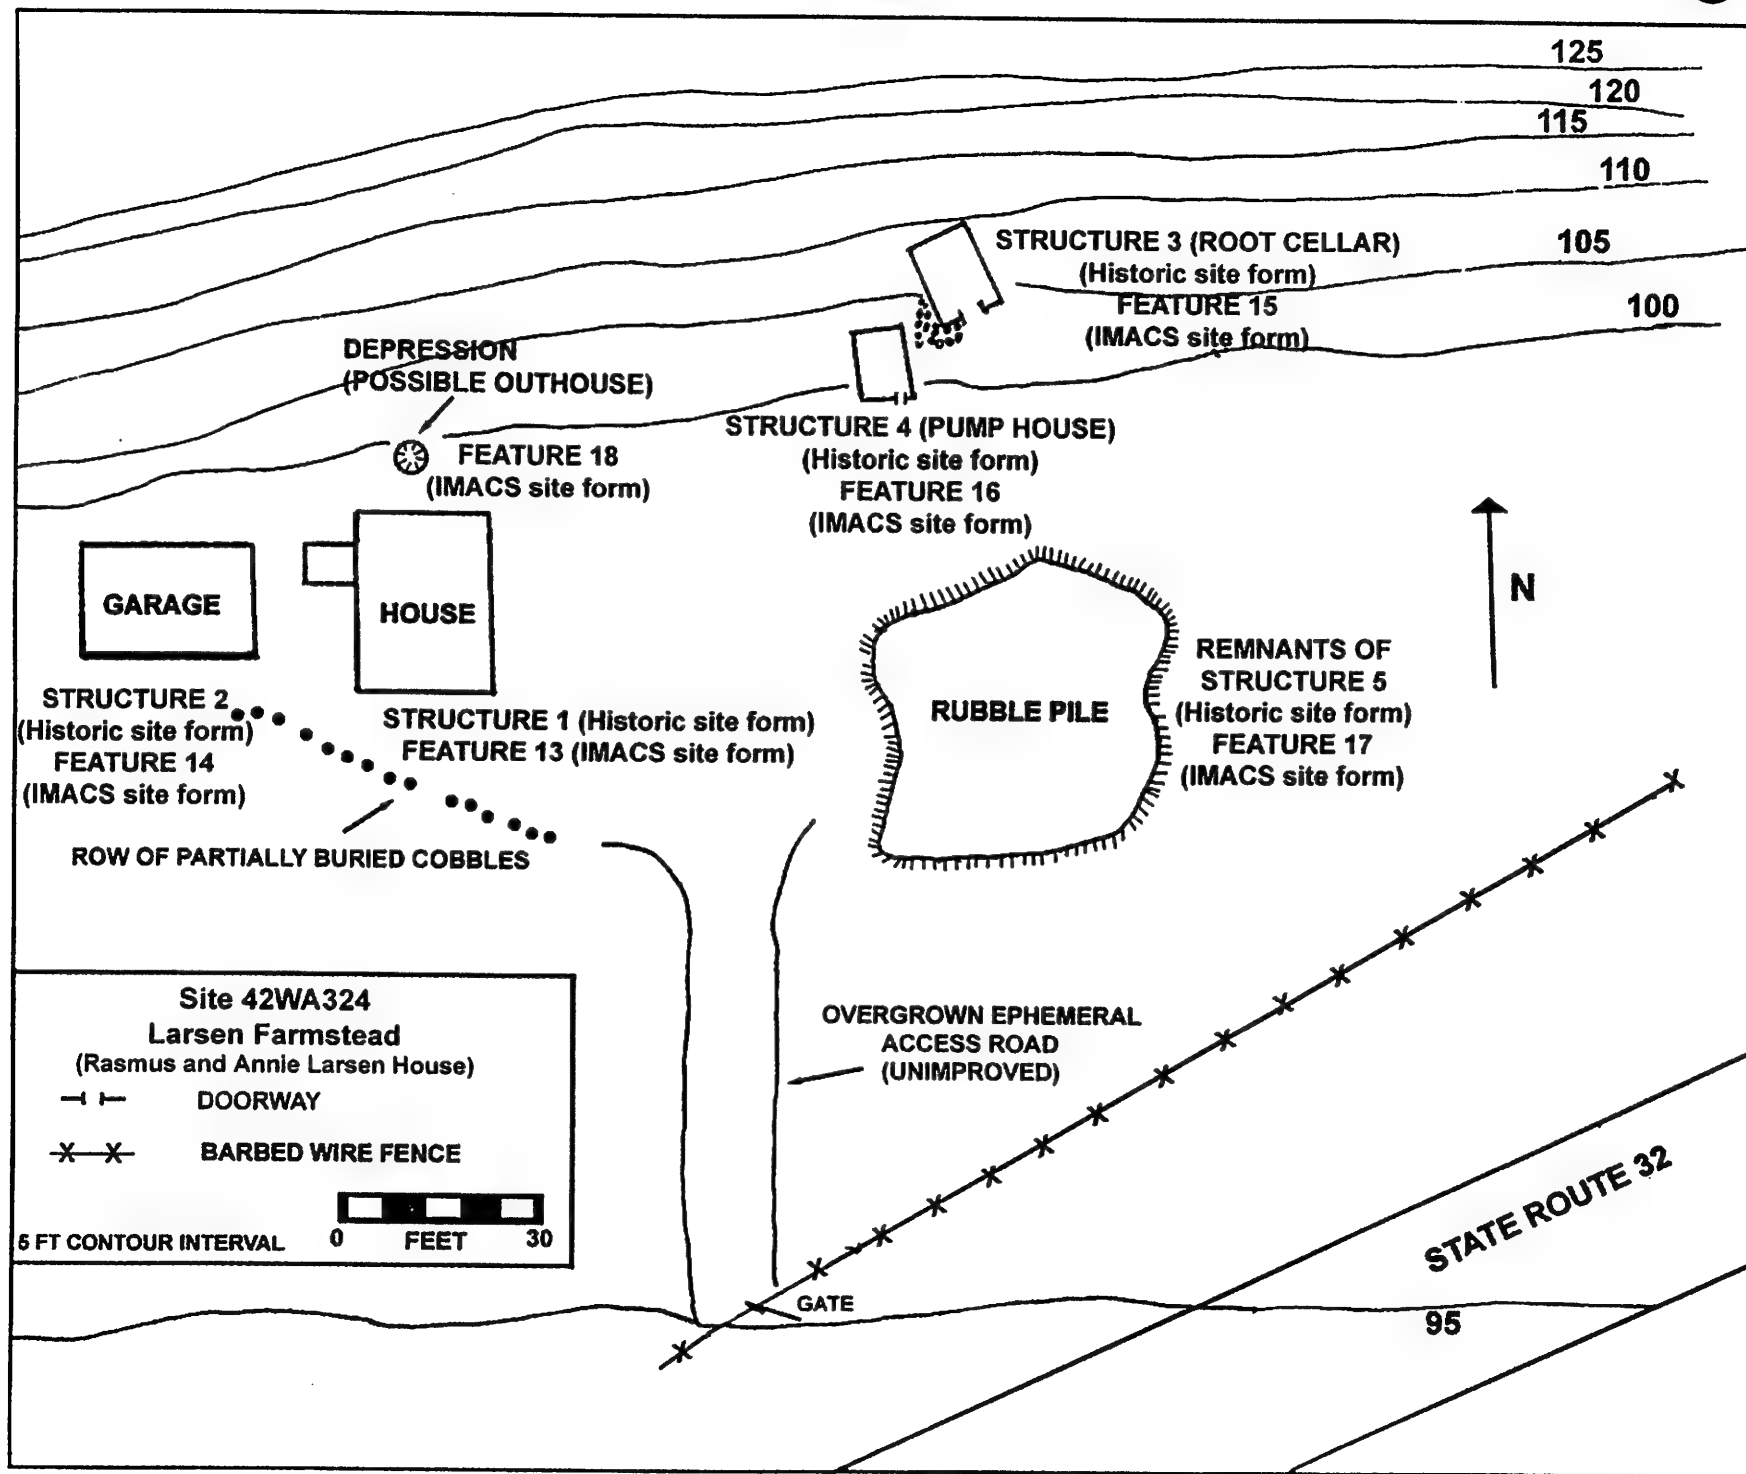 125
120
115
110
STRUCTURE 3 (ROOT CELLAR)
(Historic site form)
FEATURE 15
(IMACS site form)
105
100
DEPRESSION
(POSSIBLE OUTHOUSE)
FEATURE 18
(IMACS site form)
STRUCTURE 4 (PUMP HOUSE)
(Historic site form)
FEATURE 16
(IMACS site form)
GARAGE
HOUSE
N
STRUCTURE 2
(Historic site form)
FEATURE 14
(IMACS site form)
STRUCTURE 1 (Historic site form)
FEATURE 13 (IMACS site form)
RUBBLE PILE
REMNANTS OF
STRUCTURE 5
(Historic site form)
FEATURE 17
(IMACS site form)
ROW OF PARTIALLY BURIED COBBLES
OVERGROWN EPHEMERAL
ACCESS ROAD
(UNIMPROVED)
Site 42WA324
Larsen Farmstead
(Rasmus and Annie Larsen House)
DOORWAY
X X BARBED WIRE FENCE
5 FT CONTOUR INTERVAL
0 FEET 30
GATE
STATE ROUTE 32
95